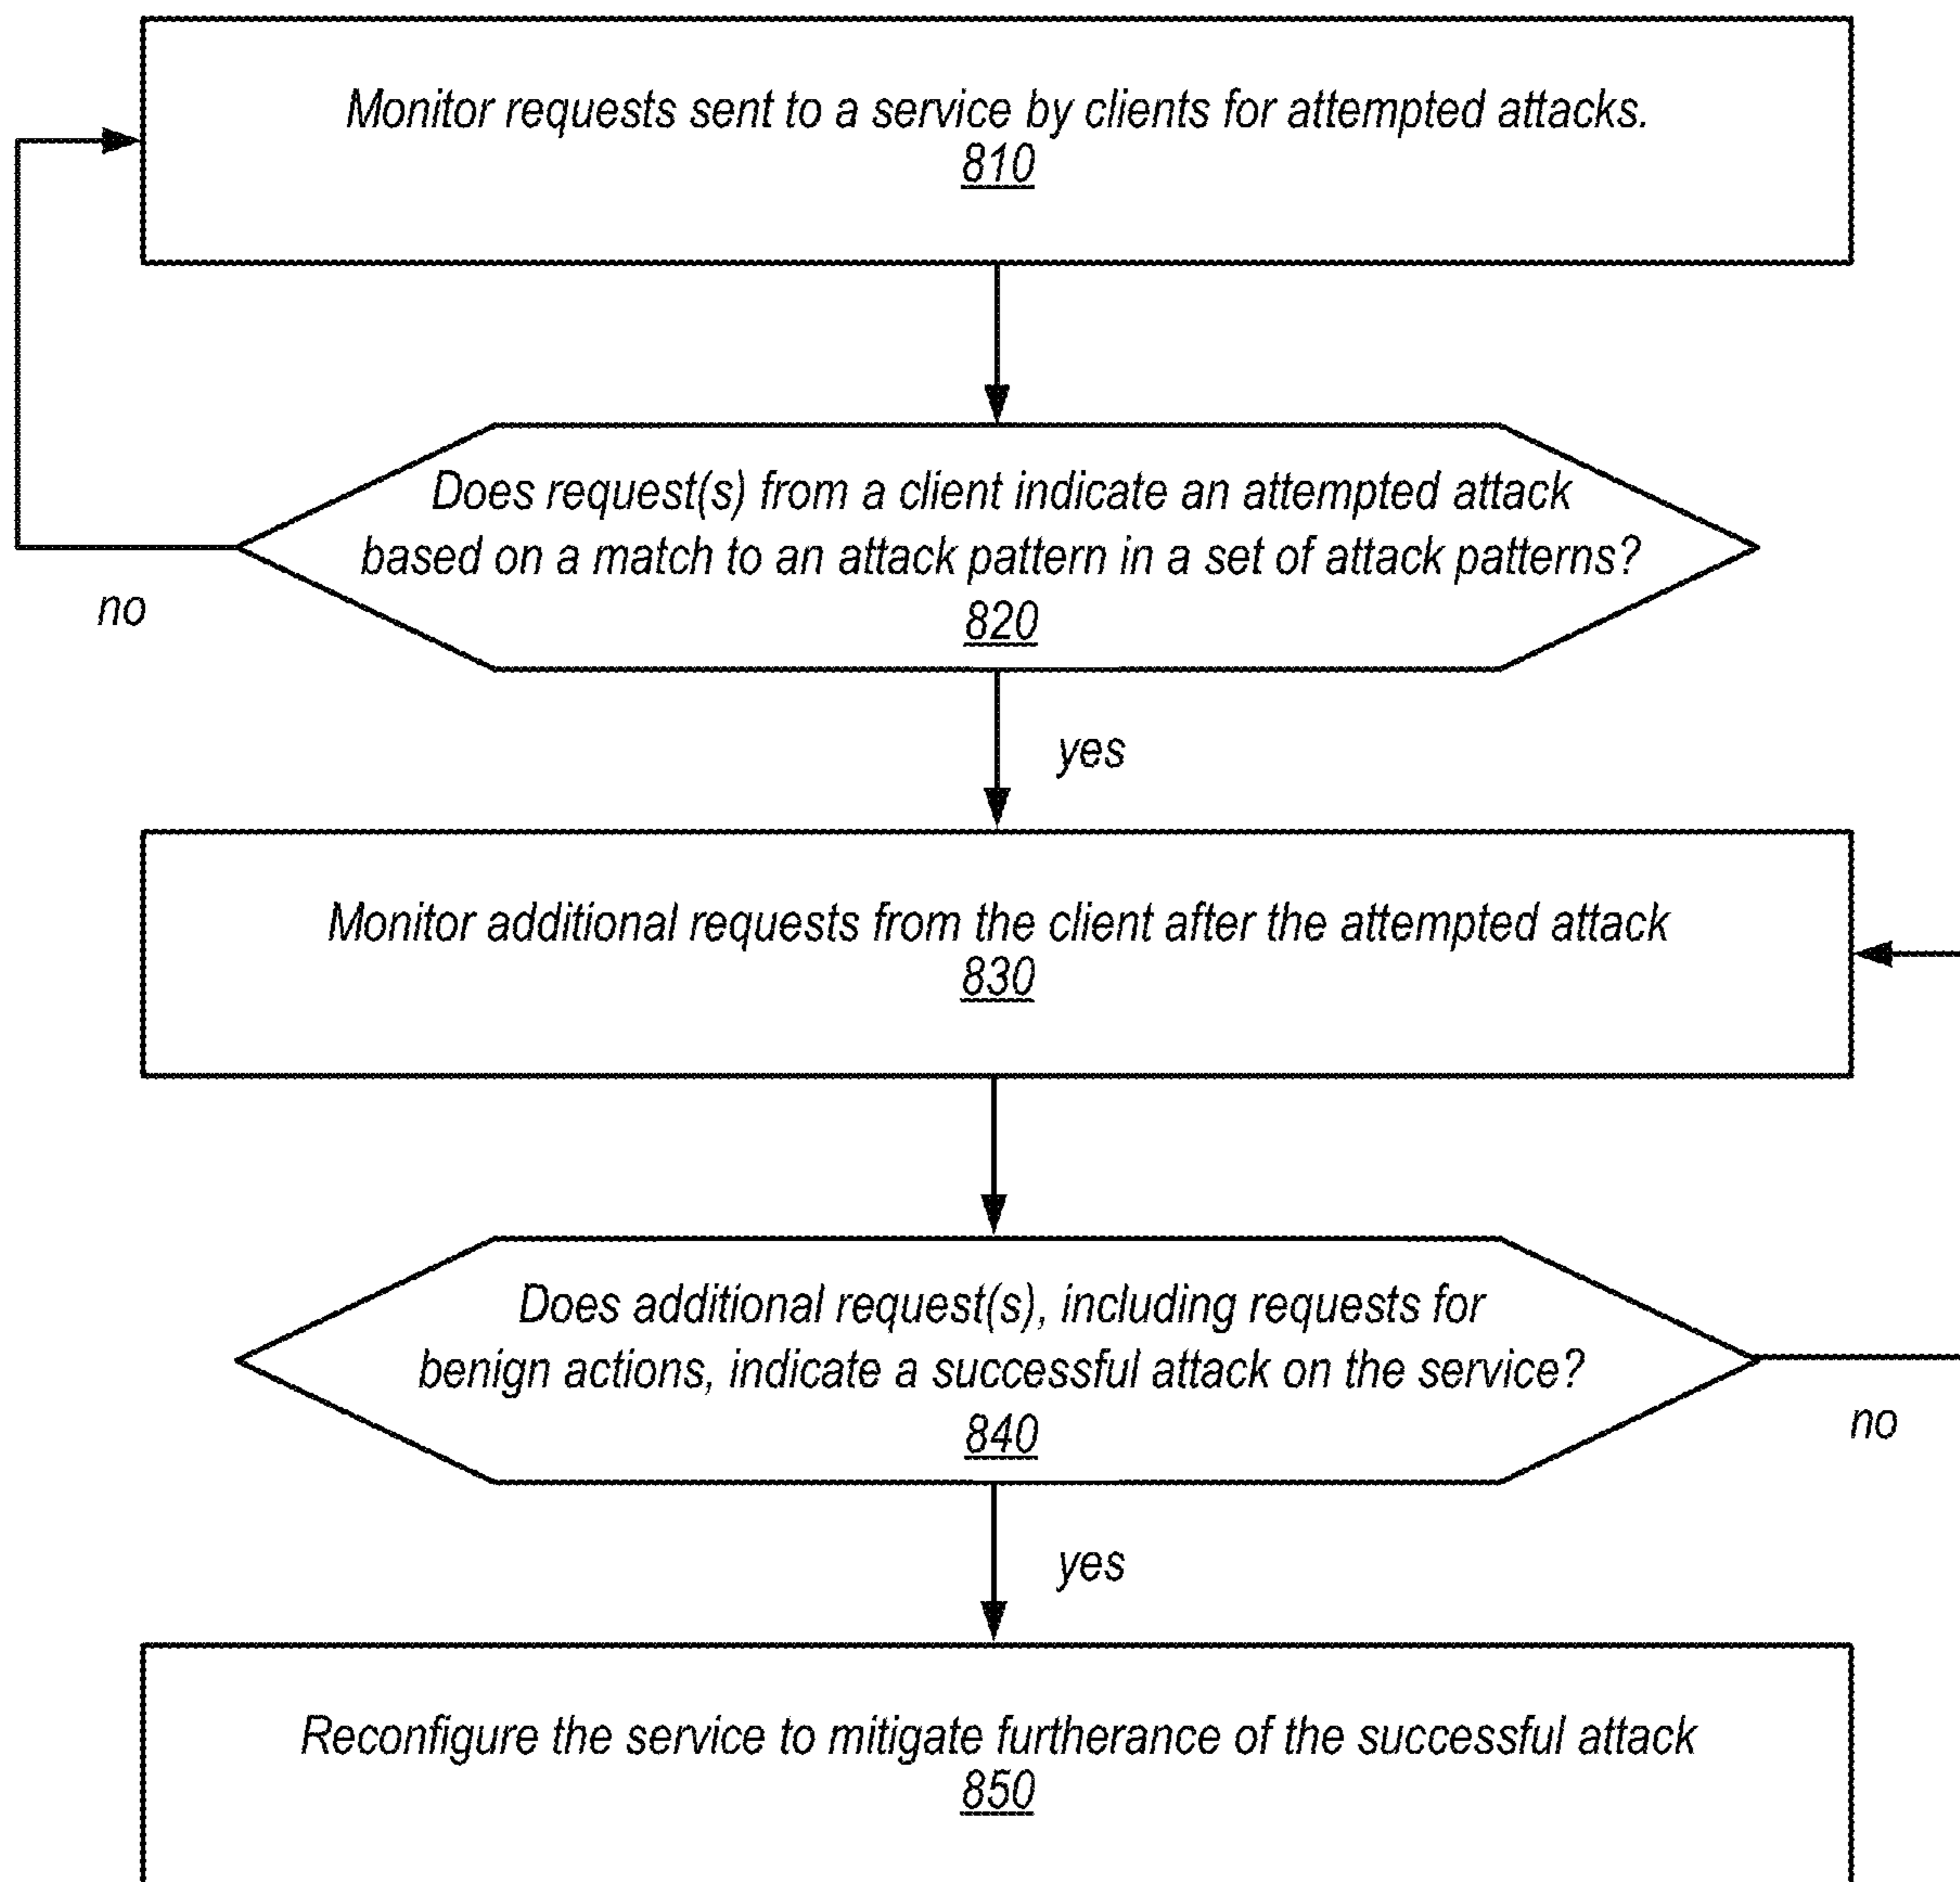 Monitor requests sent to a service by clients for attempted attacks.
810
Does request(s) from a client indicate an attempted attack
based on a match to an attack pattern in a set of attack patterns?
820
no
yes
Monitor additional requests from the client after the attempted attack
830
Does additional request(s), including requests for
benign actions, indicate a successful attack on the service?
840
no
yes
Reconfigure the service to mitigate furtherance of the successful attack
850